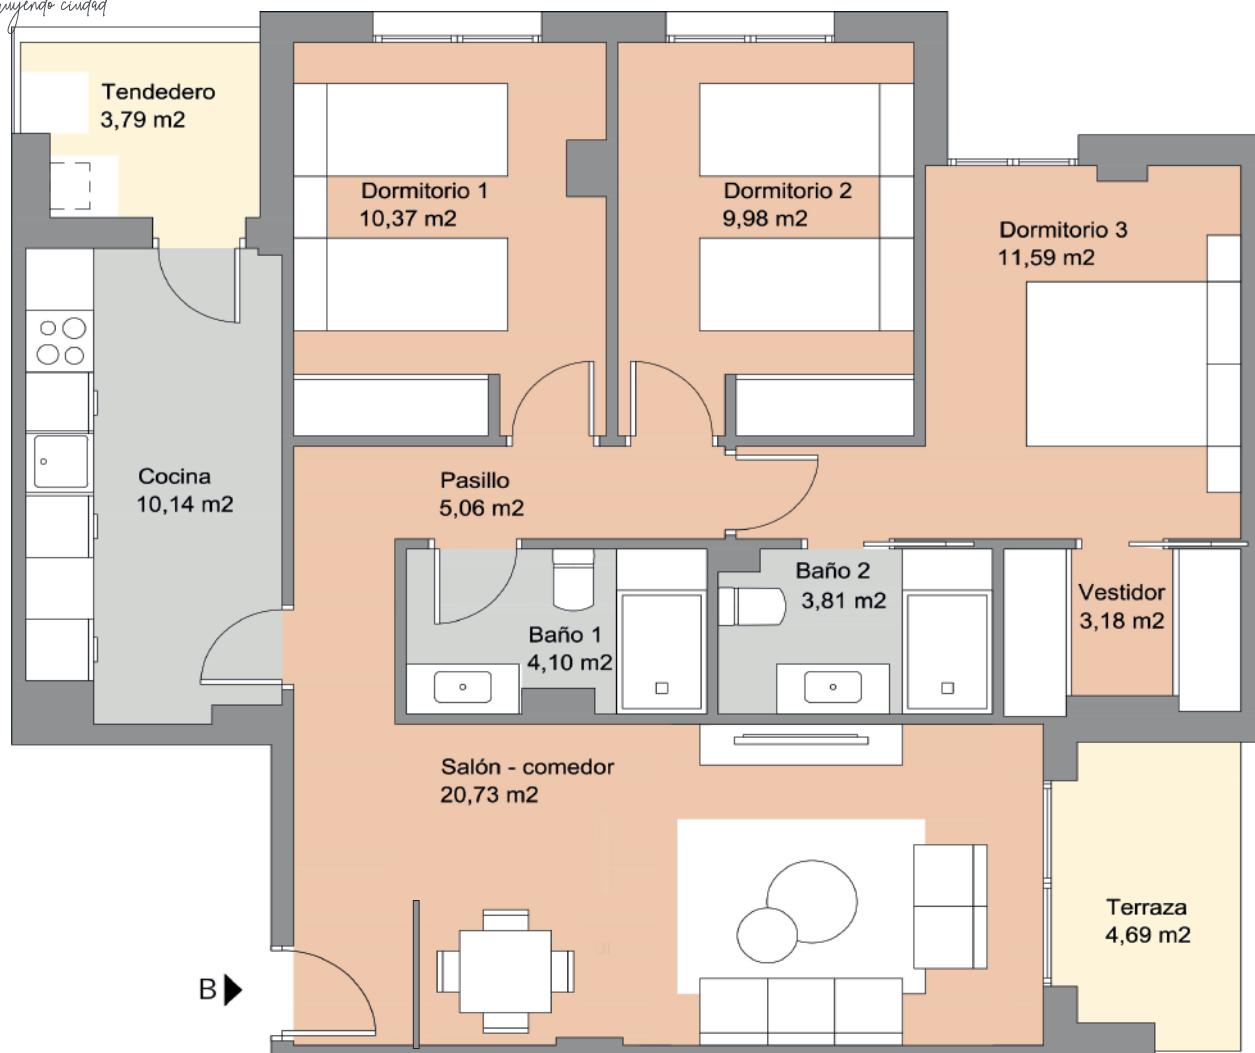 ciudad
Tendedero
3,79 m2
Dormitorio 1
10,37 m2
Dormitorio 2
9,98 m2
Dormitorio 3
11,59 m2
Cocina
10,14 m2
Pasillo
5,06 m2
Baño 1
4,10 m2
Baño 2
3,81 m2
Vestidor
3,18 m2
Salón - comedor
20,73 m2
Terraza
4,69 m2
B